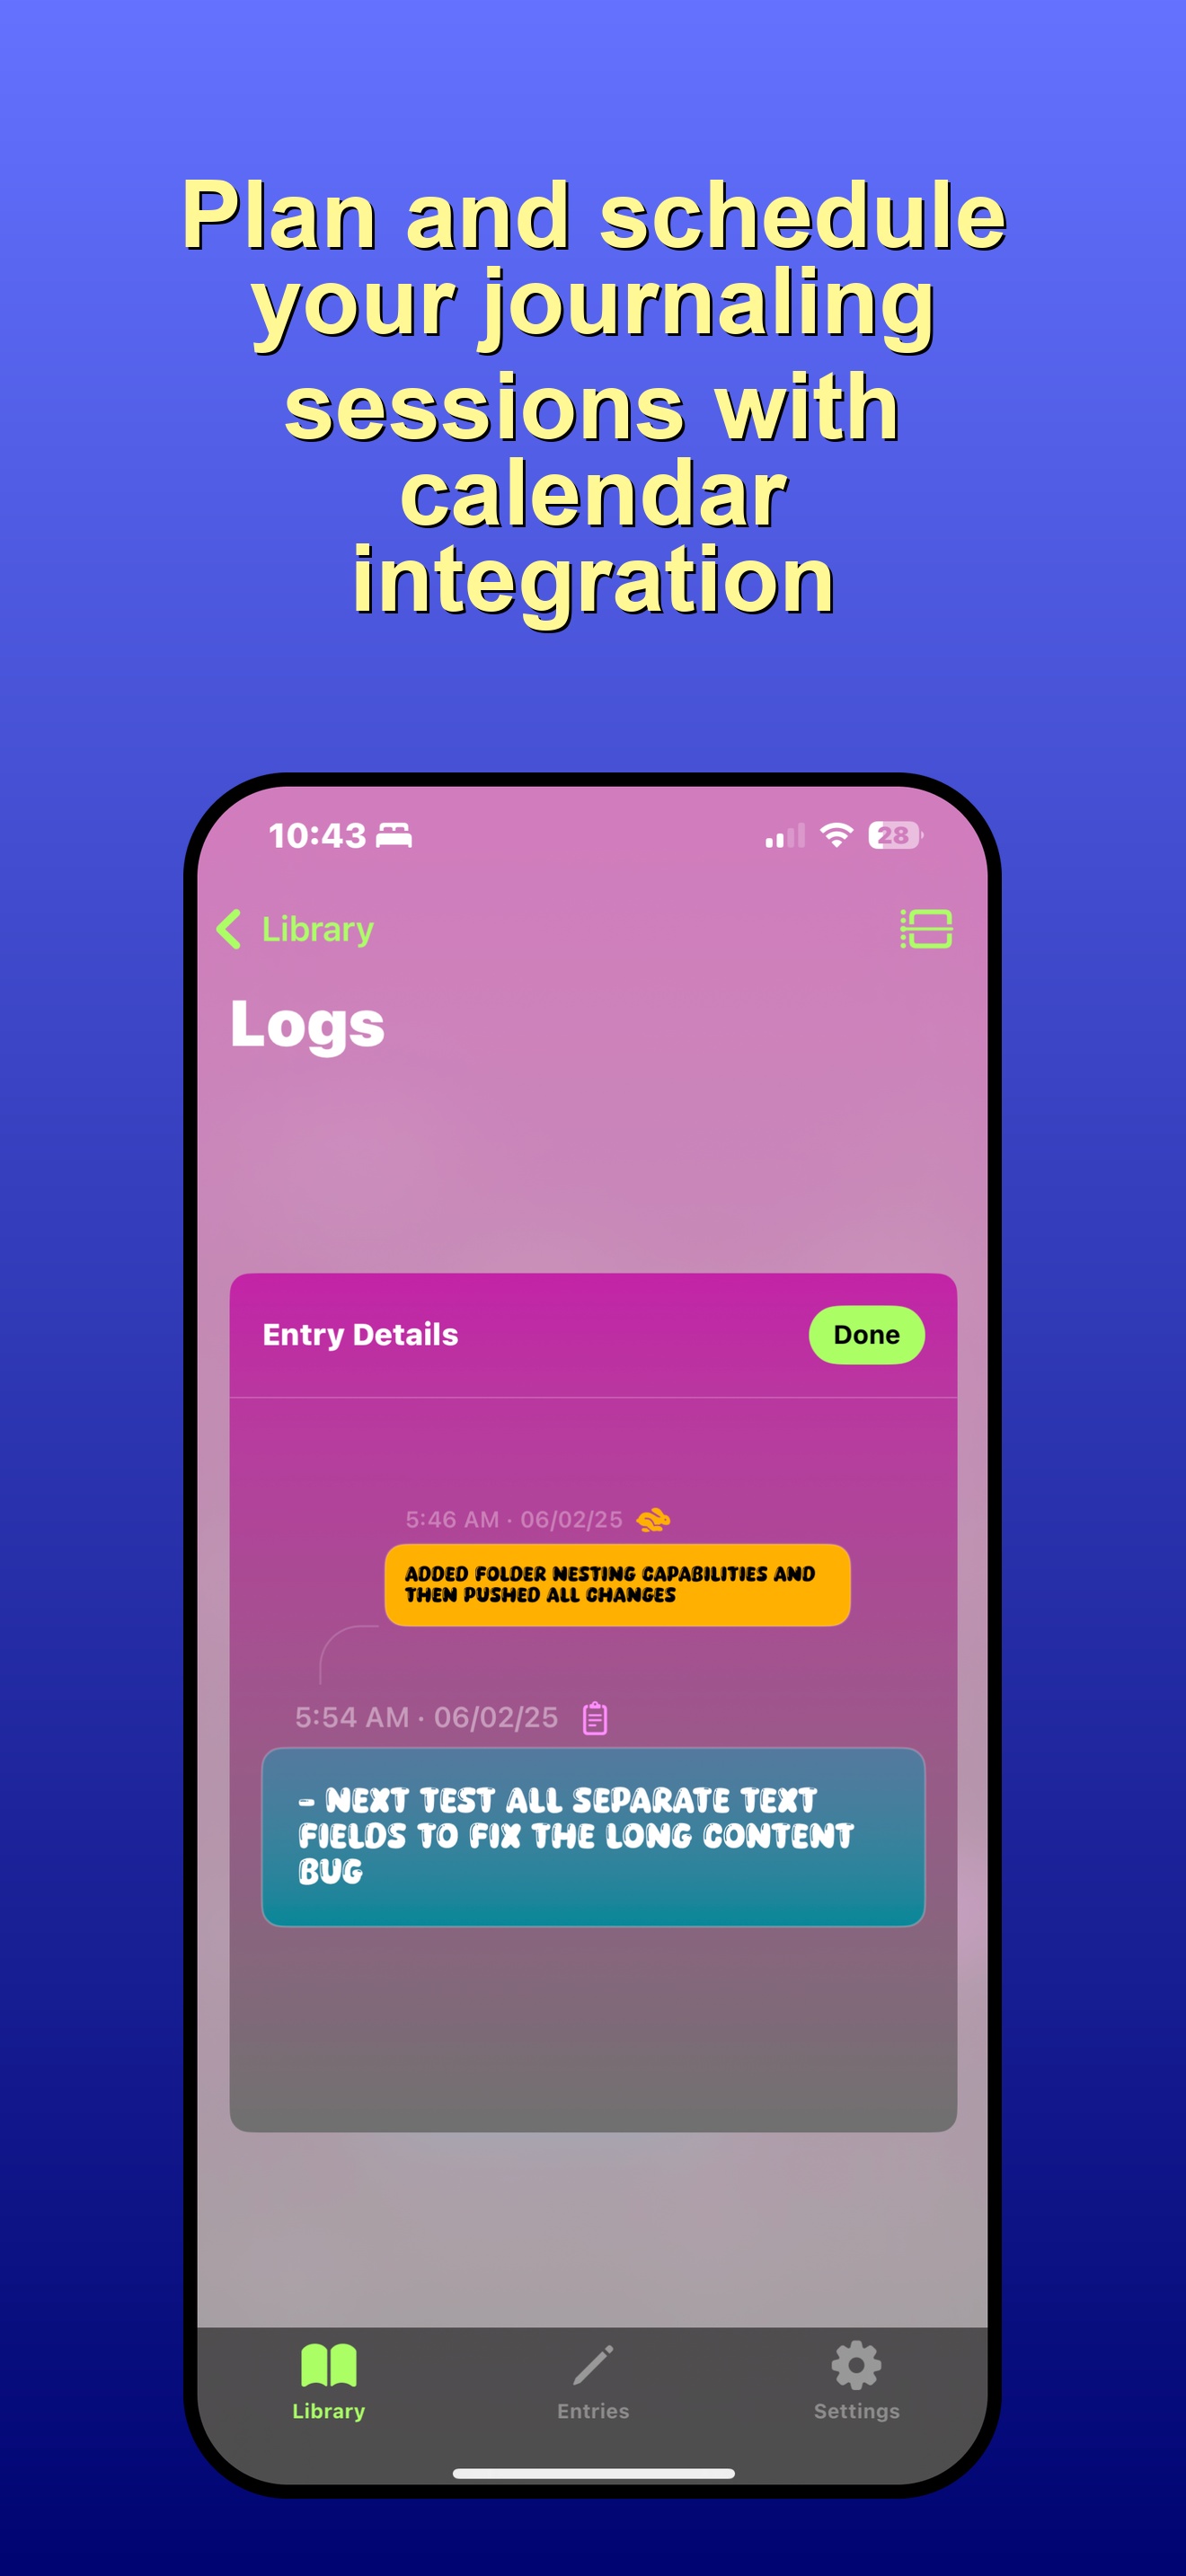 Plan and schedule
your journaling
sessions with
calendar
integration
10:43
28
Library
Logs
Entry Details
Done
5:46 AM · 06/02/25
ADDED FOLDER NESTING CAPABILITIES AND
THEN PUSHED ALL CHANGES
5:54 AM · 06/02/25
- NEXT TEST ALL SEPARATE TEXT
FIELDS TO FIX THE LONG CONTENT
BUG
Library
Entries
Settings